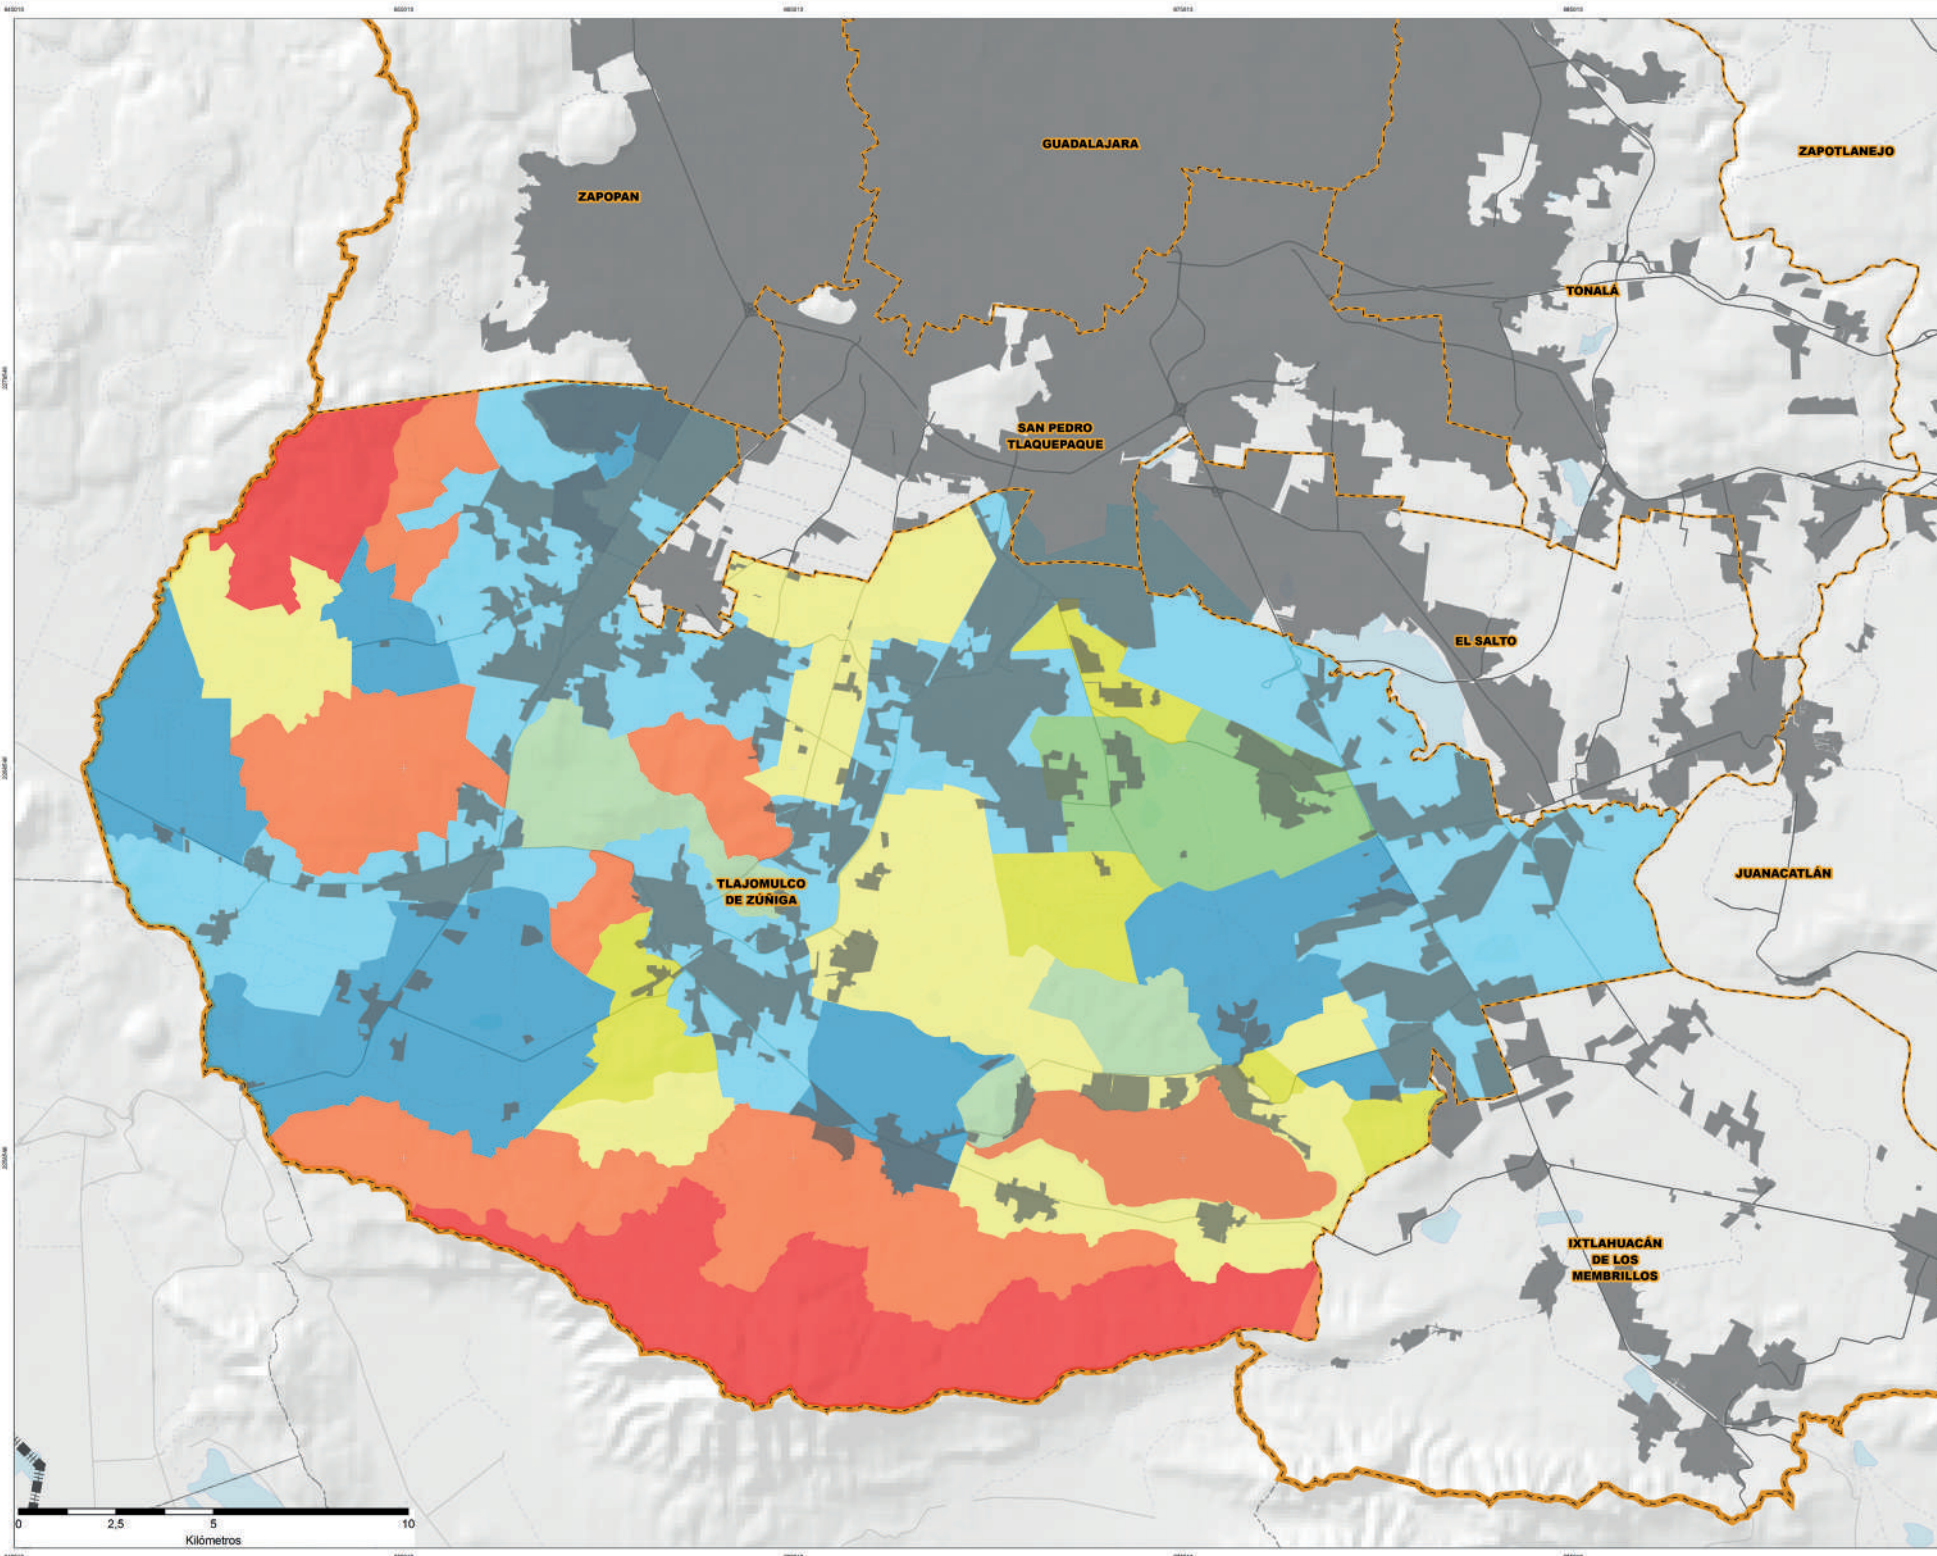 GUADALAJARA
ZAPOTLANEJO
ZAPOPAN
TONALÁ
SAN PEDRO
TLAQUEPAQUE
EL SALTO
JUANACATLÁN
TLAJOMULCO
DE ZÚÑIGA
IXTLAHUACÁN
DE LOS
MEMBRILLOS
0 2,5 5 10
Kilómetros